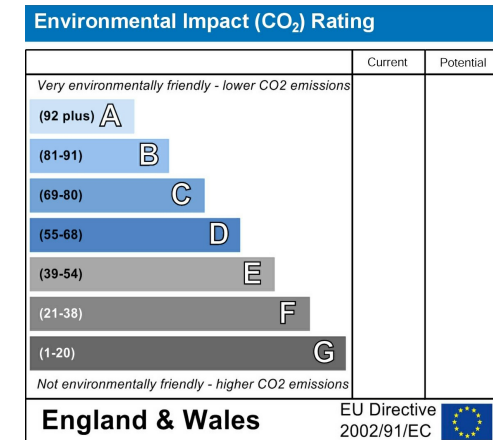 Environmental Impact (CO₂) Rating
Current Potential
Very environmentally friendly - lower CO2 emissions
(92 plus) A
(81-91) B
(69-80) C
(55-68) D
(39-54) E
(21-38) F
(1-20) G
Not environmentally friendly - higher CO2 emissions
England & Wales
EU Directive
2002/91/EC